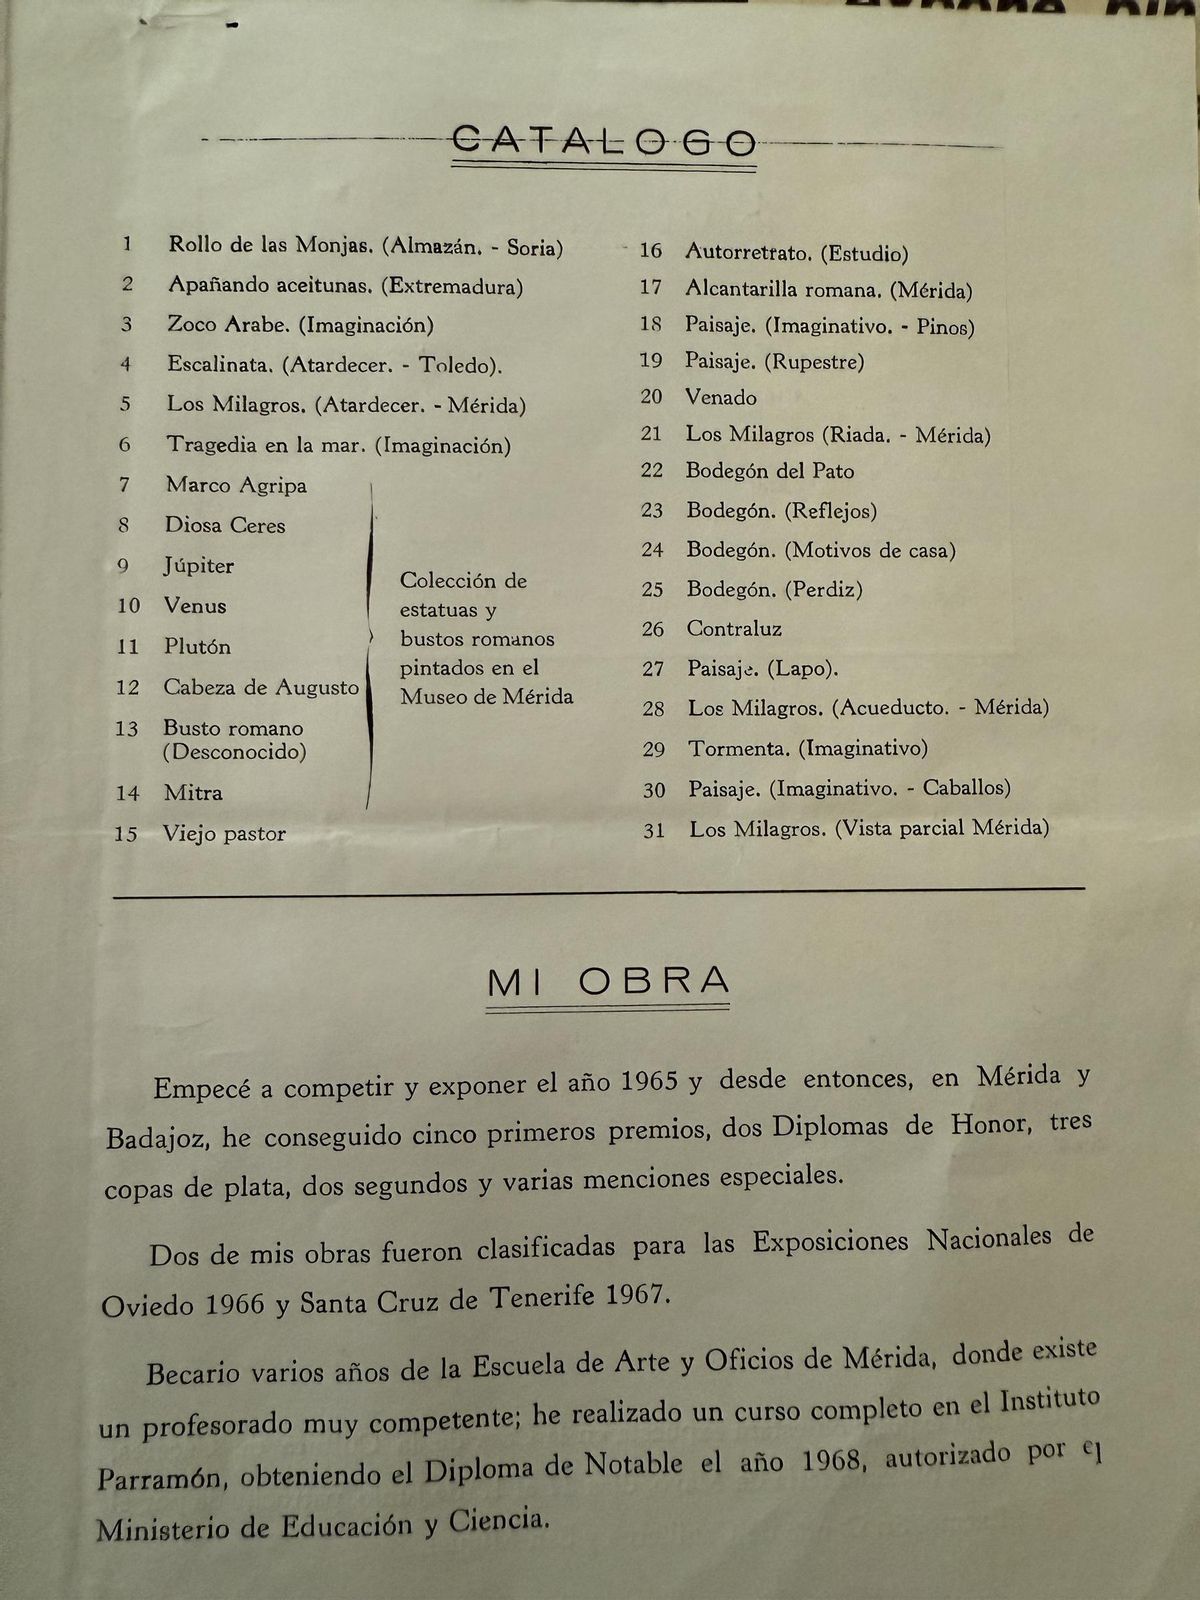 CATALOGO
1 Rollo de las Monjas. (Almazán. - Soria)
2 Apañando aceitunas. (Extremadura)
3 Zoco Arabe. (Imaginación)
4 Escalinata. (Atardecer. - Toledo).
5 Los Milagros. (Atardecer. - Mérida)
6 Tragedia en la mar. (Imaginación)
7 Marco Agripa
8 Diosa Ceres
9 Júpiter
10 Venus
11 Plutón
12 Cabeza de Augusto
13 Busto romano
(Desconocido)
14 Mitra
15 Viejo pastor
Colección de
estatuas y
bustos romanos
pintados en el
Museo de Mérida
16 Autorretrato. (Estudio)
17 Alcantarilla romana. (Mérida)
18 Paisaje. (Imaginativo. - Pinos)
19 Paisaje. (Rupestre)
20 Venado
21 Los Milagros (Riada. - Mérida)
22 Bodegón del Pato
23 Bodegón. (Reflejos)
24 Bodegón. (Motivos de casa)
25 Bodegón. (Perdiz)
26 Contraluz
27 Paisaje. (Lapo).
28 Los Milagros. (Acueducto. - Mérida)
29 Tormenta. (Imaginativo)
30 Paisaje. (Imaginativo. - Caballos)
31 Los Milagros. (Vista parcial Mérida)
MI OBRA
Empecé a competir y exponer el año 1965 y desde entonces, en Mérida y
Badajoz, he conseguido cinco primeros premios, dos Diplomas de Honor, tres
copas de plata, dos segundos y varias menciones especiales.
Dos de mis obras fueron clasificadas para las Exposiciones Nacionales de
Oviedo 1966 y Santa Cruz de Tenerife 1967.
Becario varios años de la Escuela de Arte y Oficios de Mérida, donde existe
un profesorado muy competente; he realizado un curso completo en el Instituto
Parramón, obteniendo el Diploma de Notable el año 1968, autorizado por el
Ministerio de Educación y Ciencia.